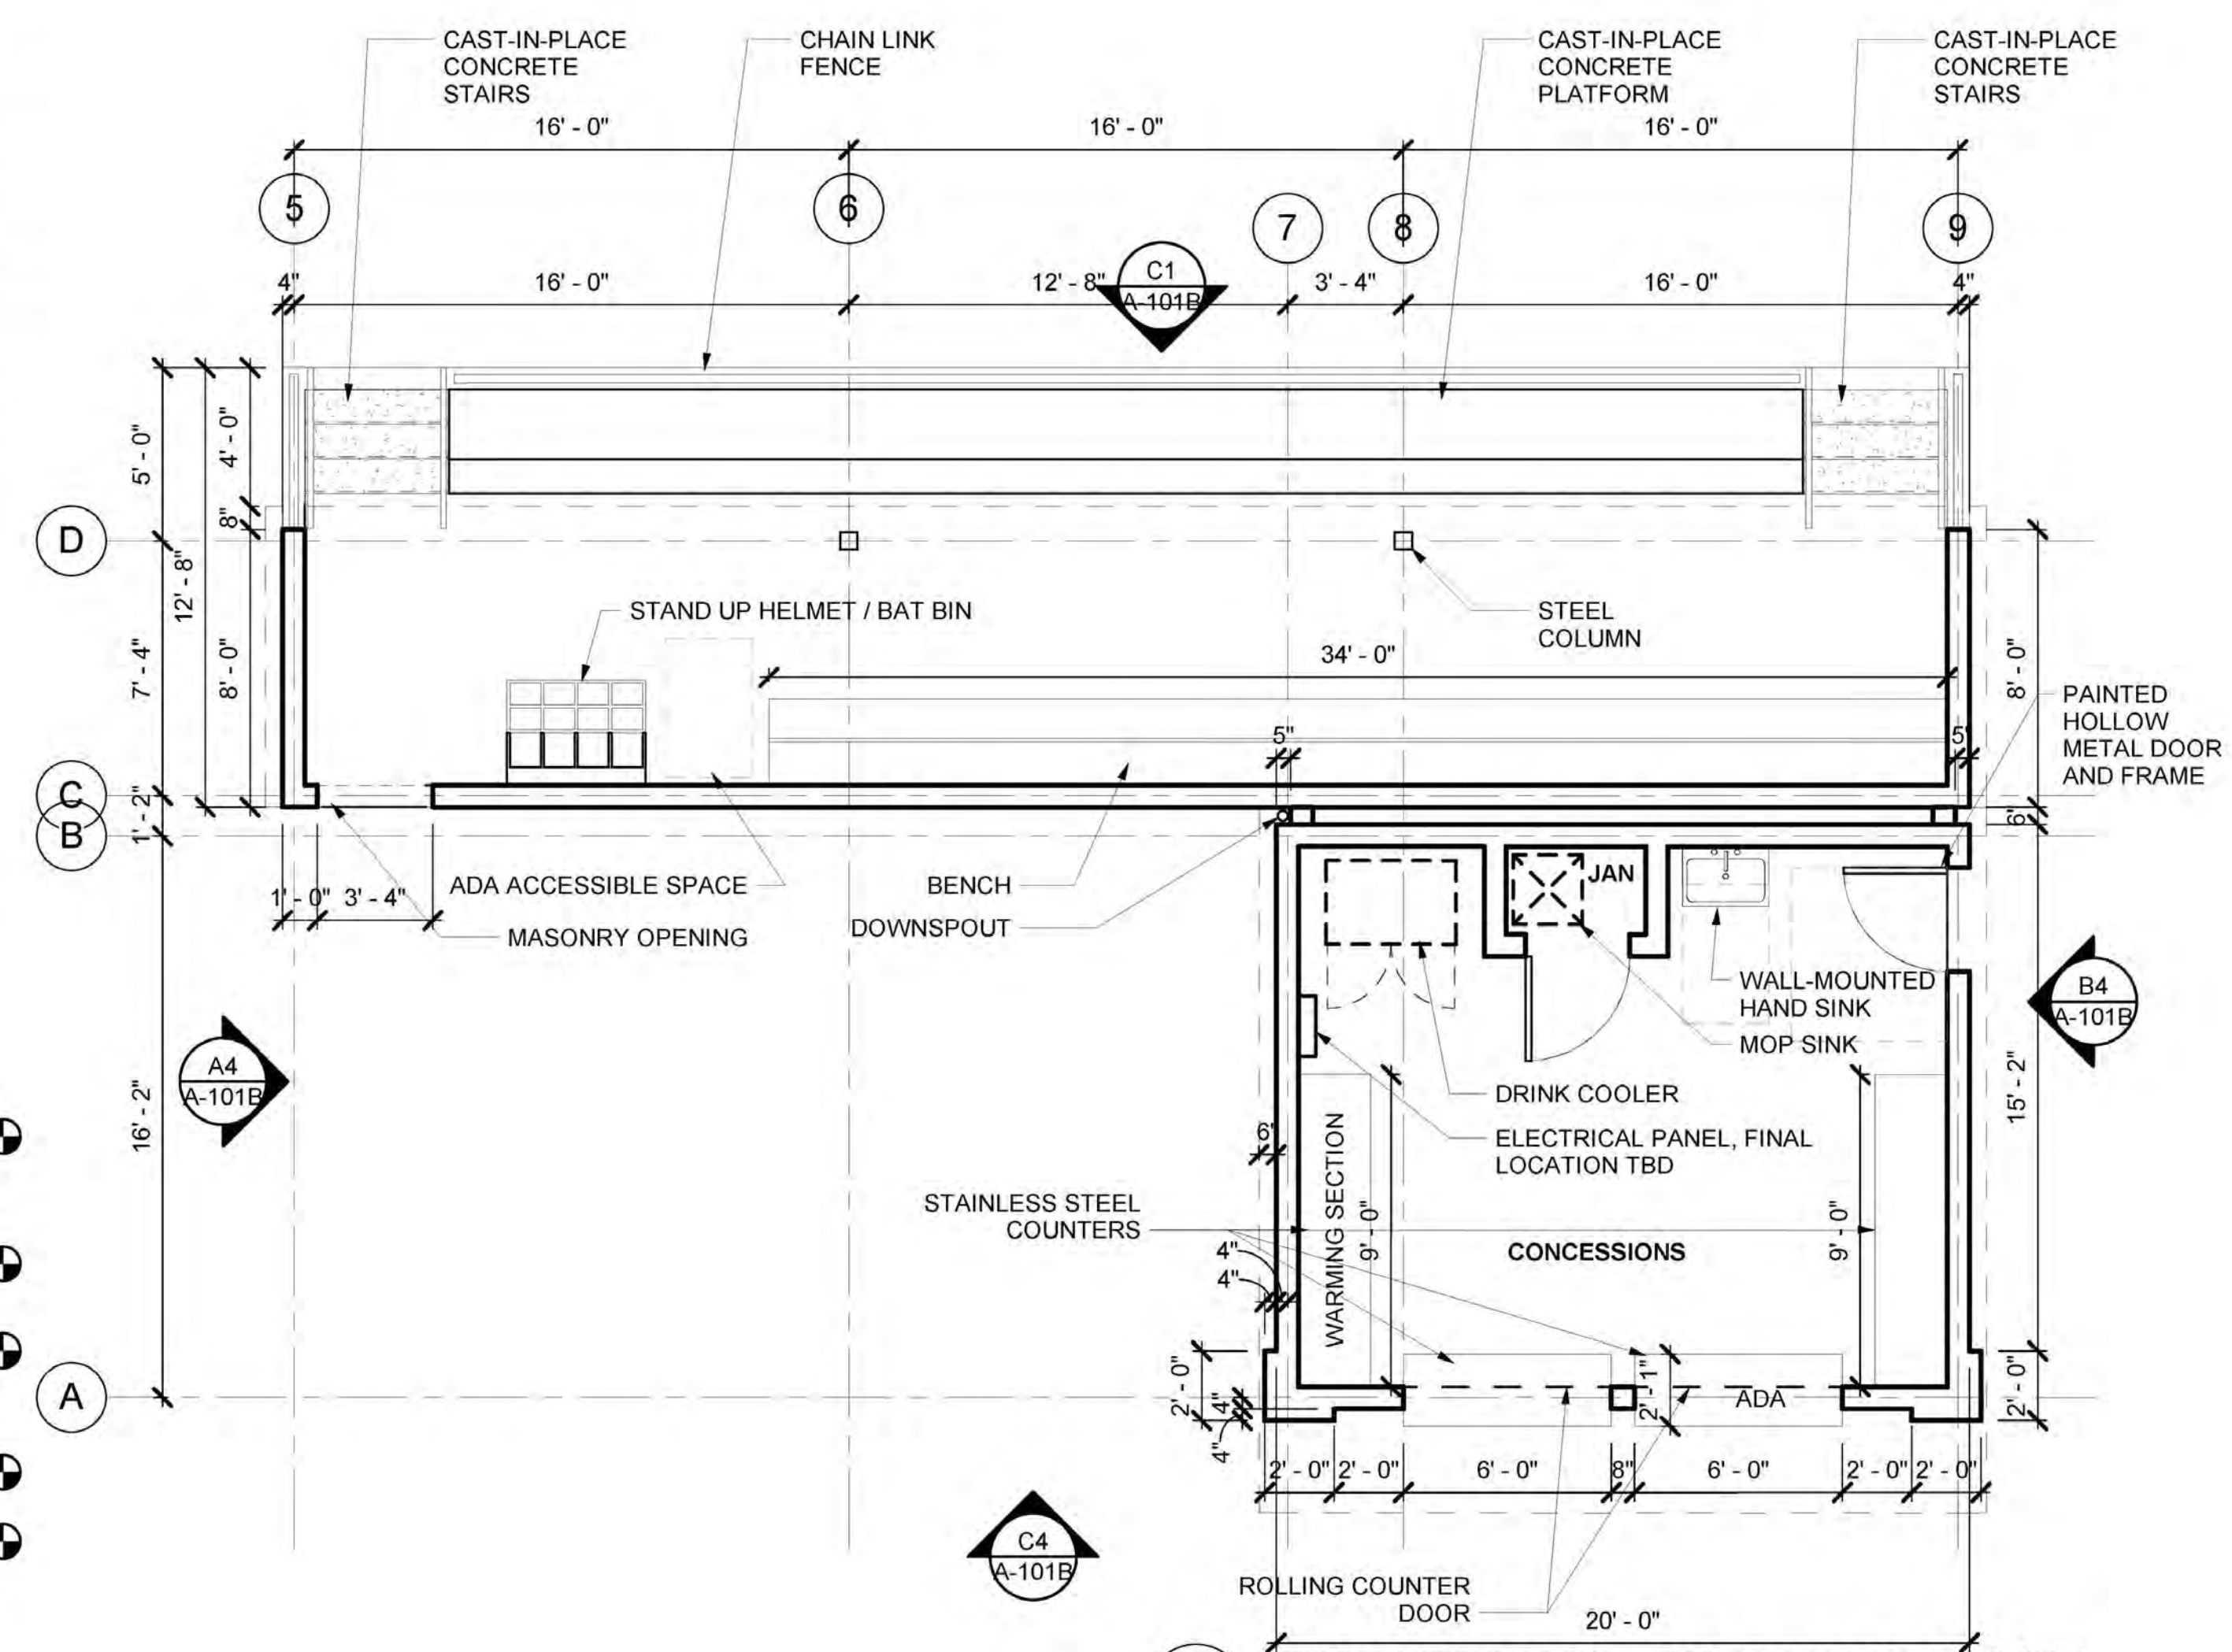 CAST-IN-PLACE
CONCRETE
STAIRS
CHAIN LINK
FENCE
CAST-IN-PLACE
CONCRETE
PLATFORM
CAST-IN-PLACE
CONCRETE
STAIRS
16' - 0"
16' - 0"
16' - 0"
5
6
7
8
9
4"
16' - 0"
12' - 8"
C1
A-101B
3' - 4"
16' - 0"
4"
5' - 0"
4' - 0"
8"
D
12' - 8"
7' - 4"
8' - 0"
STAND UP HELMET / BAT BIN
STEEL
COLUMN
34' - 0"
8' - 0"
PAINTED
HOLLOW
METAL DOOR
AND FRAME
5"
5"
C
B
1' - 2"
6"
1' - 0"
3' - 4"
ADA ACCESSIBLE SPACE
MASONRY OPENING
BENCH
DOWNSPOUT
JAN
WALL-MOUNTED
HAND SINK
MOP SINK
B4
A-101B
A4
A-101B
16' - 2"
DRINK COOLER
ELECTRICAL PANEL, FINAL
LOCATION TBD
15' - 2"
6"
WARMING SECTION
9' - 0"
9' - 0"
STAINLESS STEEL
COUNTERS
CONCESSIONS
4"
4"
A
2' - 0"
4"
4"
2' - 1"
ADA
2' - 0"
2' - 0"
2' - 0"
6' - 0"
8"
6' - 0"
2' - 0"
2' - 0"
C4
A-101B
ROLLING COUNTER
DOOR
20' - 0"